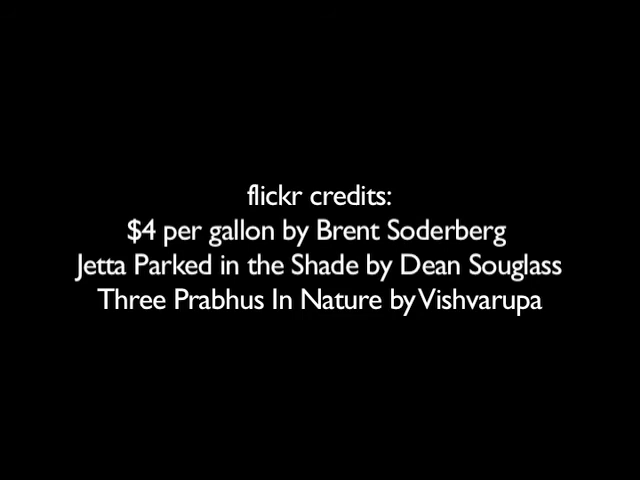 flickr credits:
$4 per gallon by Brent Soderberg
Jetta Parked in the Shade by Dean Souglass
Three Prabhus In Nature by Vishvarupa